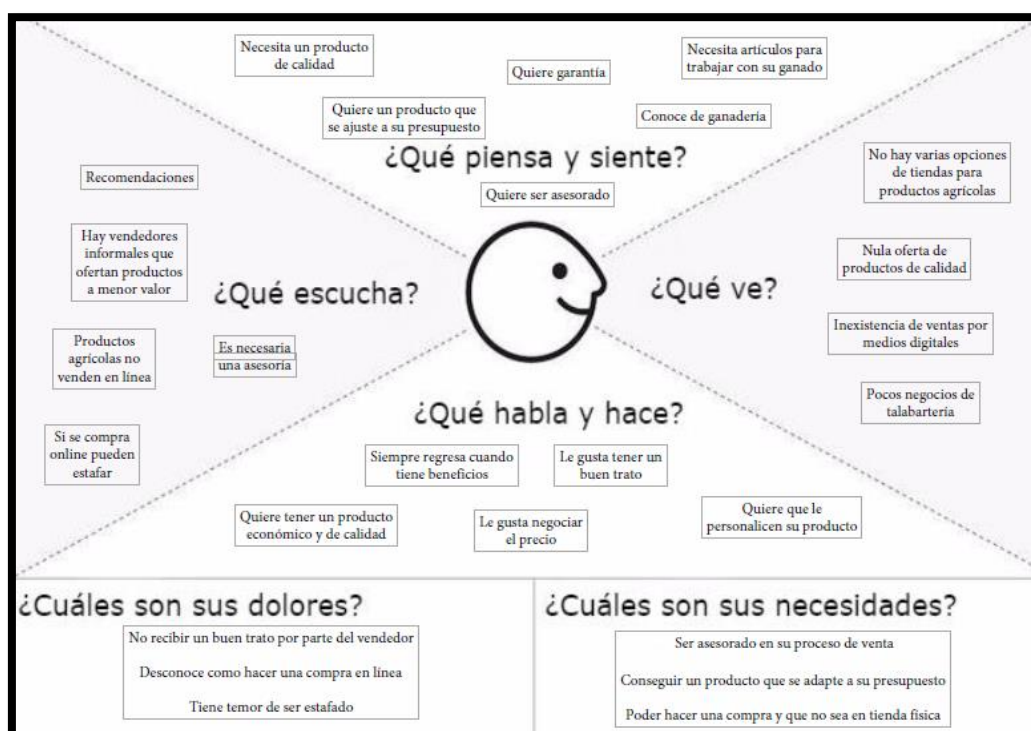 Necesita un producto
de calidad
Quiere garantía
Necesita artículos para
trabajar con su ganado
Quiere un producto que
se ajuste a su presupuesto
Conoce de ganadería
¿Qué piensa y siente?
Quiere ser asesorado
Recomendaciones
Hay vendedores
informales que
ofertan productos
a menor valor
¿Qué escucha?
Productos
agrícolas no
venden en línea
Es necesaria
una asesoría
Si se compra
online pueden
estafar
No hay varias opciones
de tiendas para
productos agrícolas
Nula oferta de
productos de calidad
¿Qué ve?
Inexistencia de ventas por
medios digitales
Pocos negocios de
talabartería
¿Qué habla y hace?
Siempre regresa cuando
tiene beneficios
Le gusta tener un
buen trato
Quiere tener un producto
económico y de calidad
Le gusta negociar
el precio
Quiere que le
personalicen su producto
¿Cuáles son sus dolores?
No recibir un buen trato por parte del vendedor
Desconoce como hacer una compra en línea
Tiene temor de ser estafado
¿Cuáles son sus necesidades?
Ser asesorado en su proceso de venta
Conseguir un producto que se adapte a su presupuesto
Poder hacer una compra y que no sea en tienda física